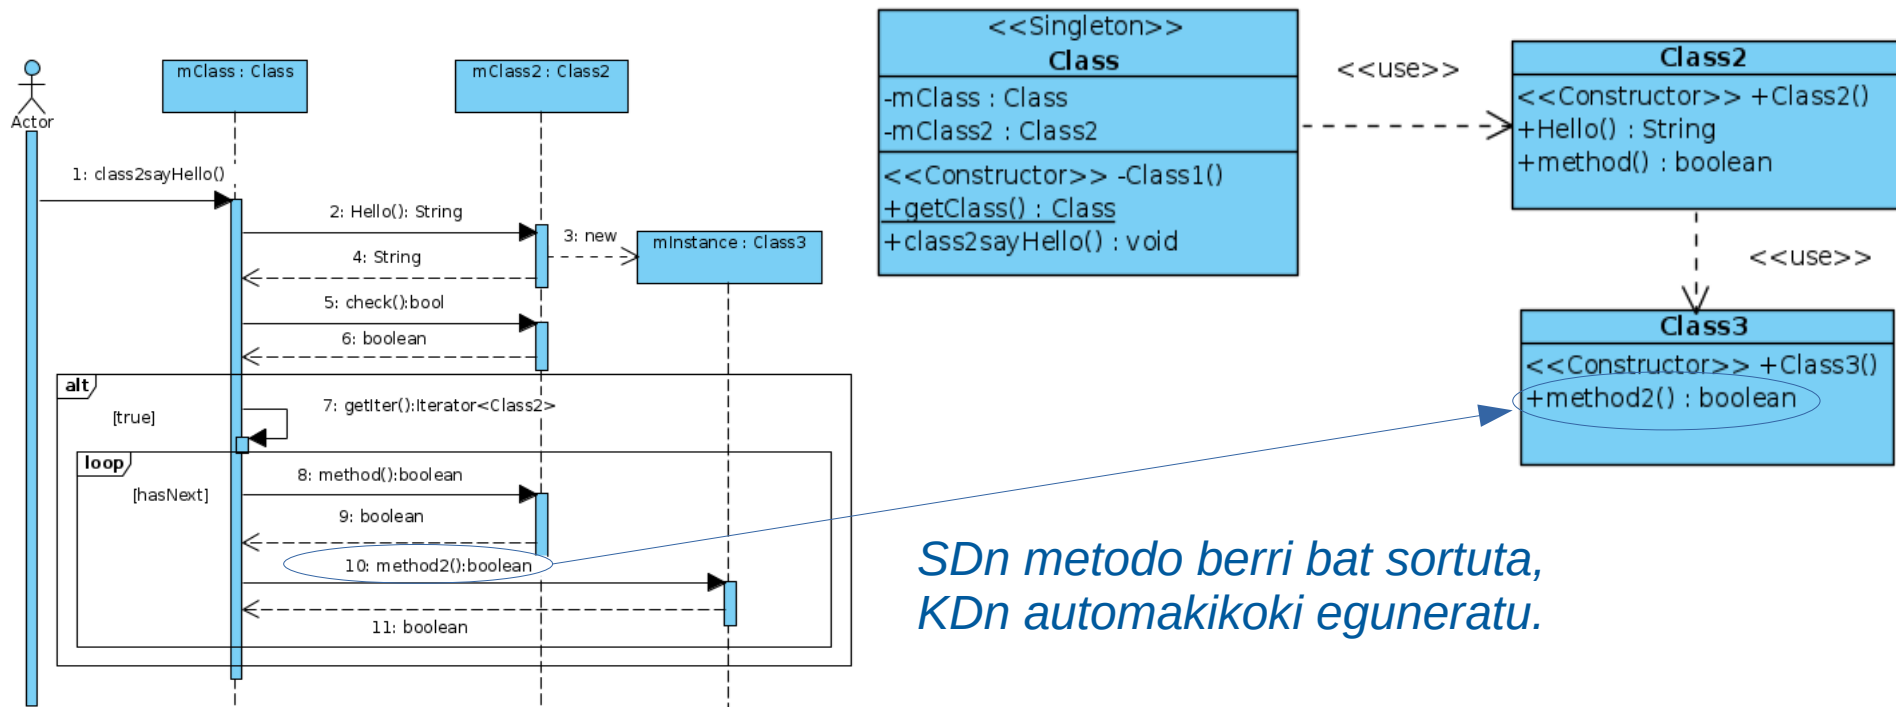 Actor
mClass : Class
mClass2 : Class2
1: class2sayHello()
2: Hello(): String
3: new
mInstance : Class3
4: String
5: check():bool
6: boolean
alt
[true]
7: getIter():Iterator<Class2>
loop
[hasNext]
8: method():boolean
9: boolean
10: method2():boolean
11: boolean
<<Singleton>>
Class
-mClass : Class
-mClass2 : Class2
<<Constructor>> -Class1()
+getClass() : Class
+class2sayHello() : void
<<use>>
Class2
<<Constructor>> +Class2()
+Hello() : String
+method() : boolean
<<use>>
Class3
<<Constructor>> +Class3()
+method2() : boolean
SDn metodo berri bat sortuta,
KDn automakikoki eguneratu.